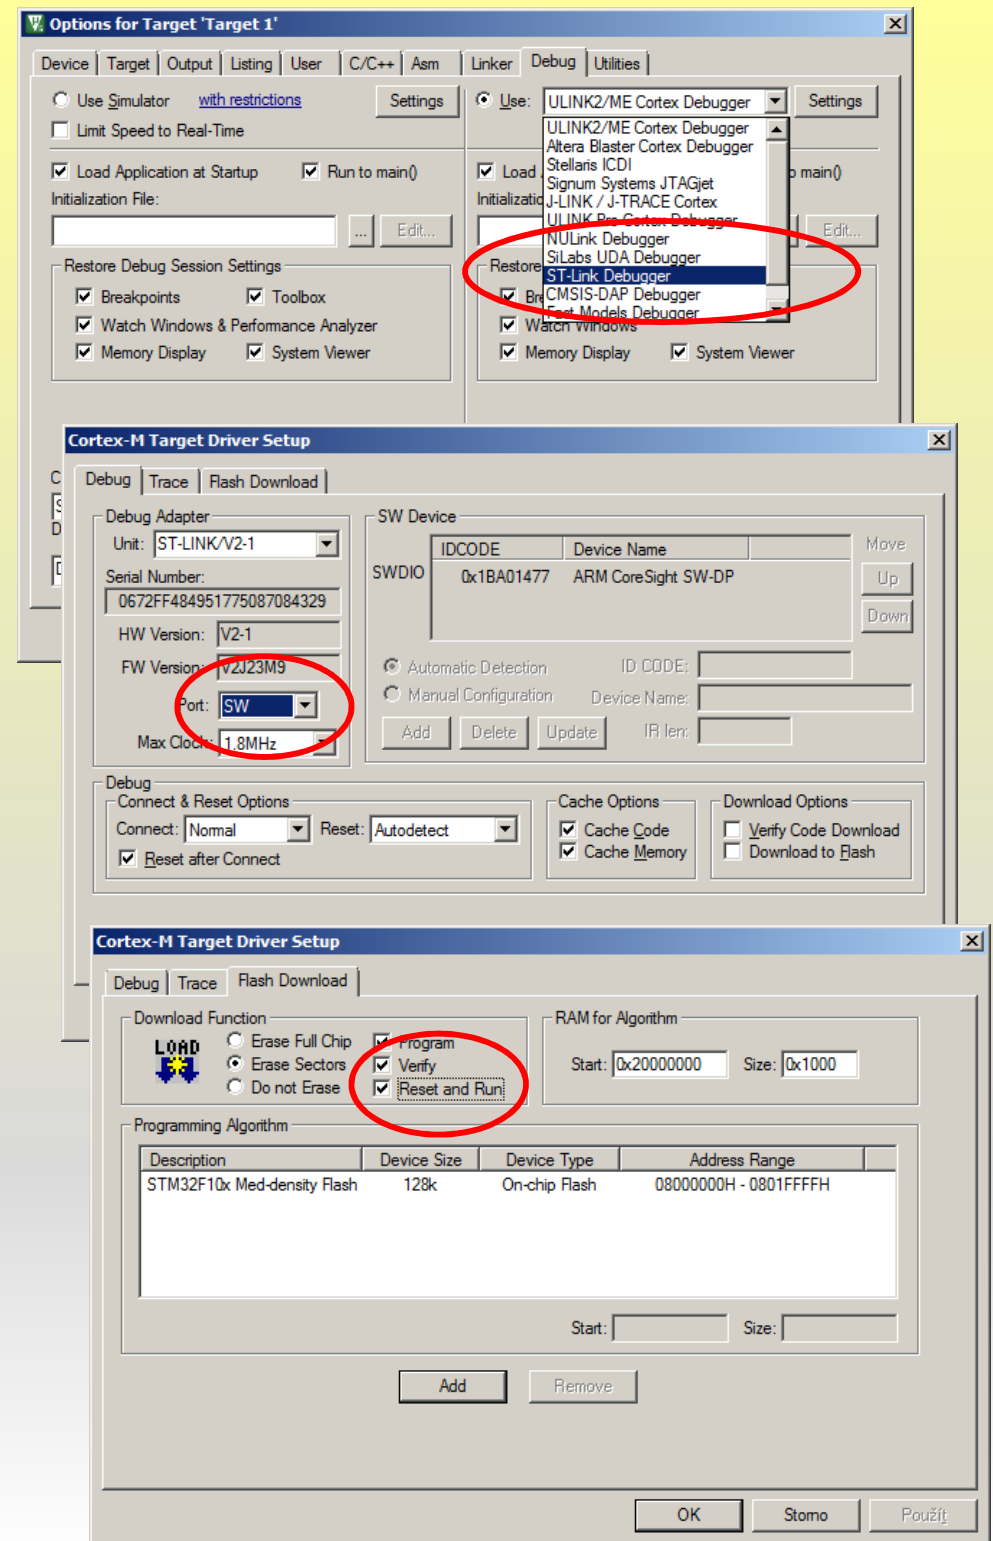 Options for Target 'Target 1'
Device Target Output Listing User C/C++ Asm Linker Debug Utilities
Use Simulator with restrictions Settings Use: ULINK2/ME Cortex Debugger Settings
Limit Speed to Real-Time
ULINK2/ME Cortex Debugger
Altera Blaster Cortex Debugger
Stellaris ICDI
Signum Systems JTAGjet
J-LINK / J-TRACE Cortex
ULINK Pro Cortex Debugger
NULink Debugger
SiLabs UDA Debugger
ST-Link Debugger
CMSIS-DAP Debugger
Fast Models Debugger
Load Application at Startup Run to main() Load main()
Initialization File:
... Edit... Edit...
Restore Debug Session Settings Restore
Breakpoints Toolbox
Watch Windows & Performance Analyzer Watch Windows
Memory Display System Viewer Memory Display System Viewer
Cortex-M Target Driver Setup
Debug Trace Flash Download
Debug Adapter
Unit: ST-LINK/V2-1
Serial Number:
0672FF484951775087084329
HW Version: V2-1
FW Version: V2J23M9
Port: SW
Max Clock: 1.8MHz
SW Device
IDCODE Device Name Move
SWDIO 0x1BA01477 ARM CoreSight SW-DP Up
Down
Automatic Detection ID CODE:
Manual Configuration Device Name:
Add Delete Update IR len:
Debug
Connect & Reset Options
Connect: Normal Reset: Autodetect
Reset after Connect
Cache Options
Cache Code
Cache Memory
Download Options
Verify Code Download
Download to Flash
Cortex-M Target Driver Setup
Debug Trace Flash Download
Download Function
LOAD
Erase Full Chip Program
Erase Sectors Verify
Do not Erase Reset and Run
RAM for Algorithm
Start: 0x20000000 Size: 0x1000
Programming Algorithm
Description Device Size Device Type Address Range
STM32F10x Med-density Flash 128k On-chip Flash 08000000H - 0801FFFFH
Start: Size:
Add Remove
OK Storno Použít